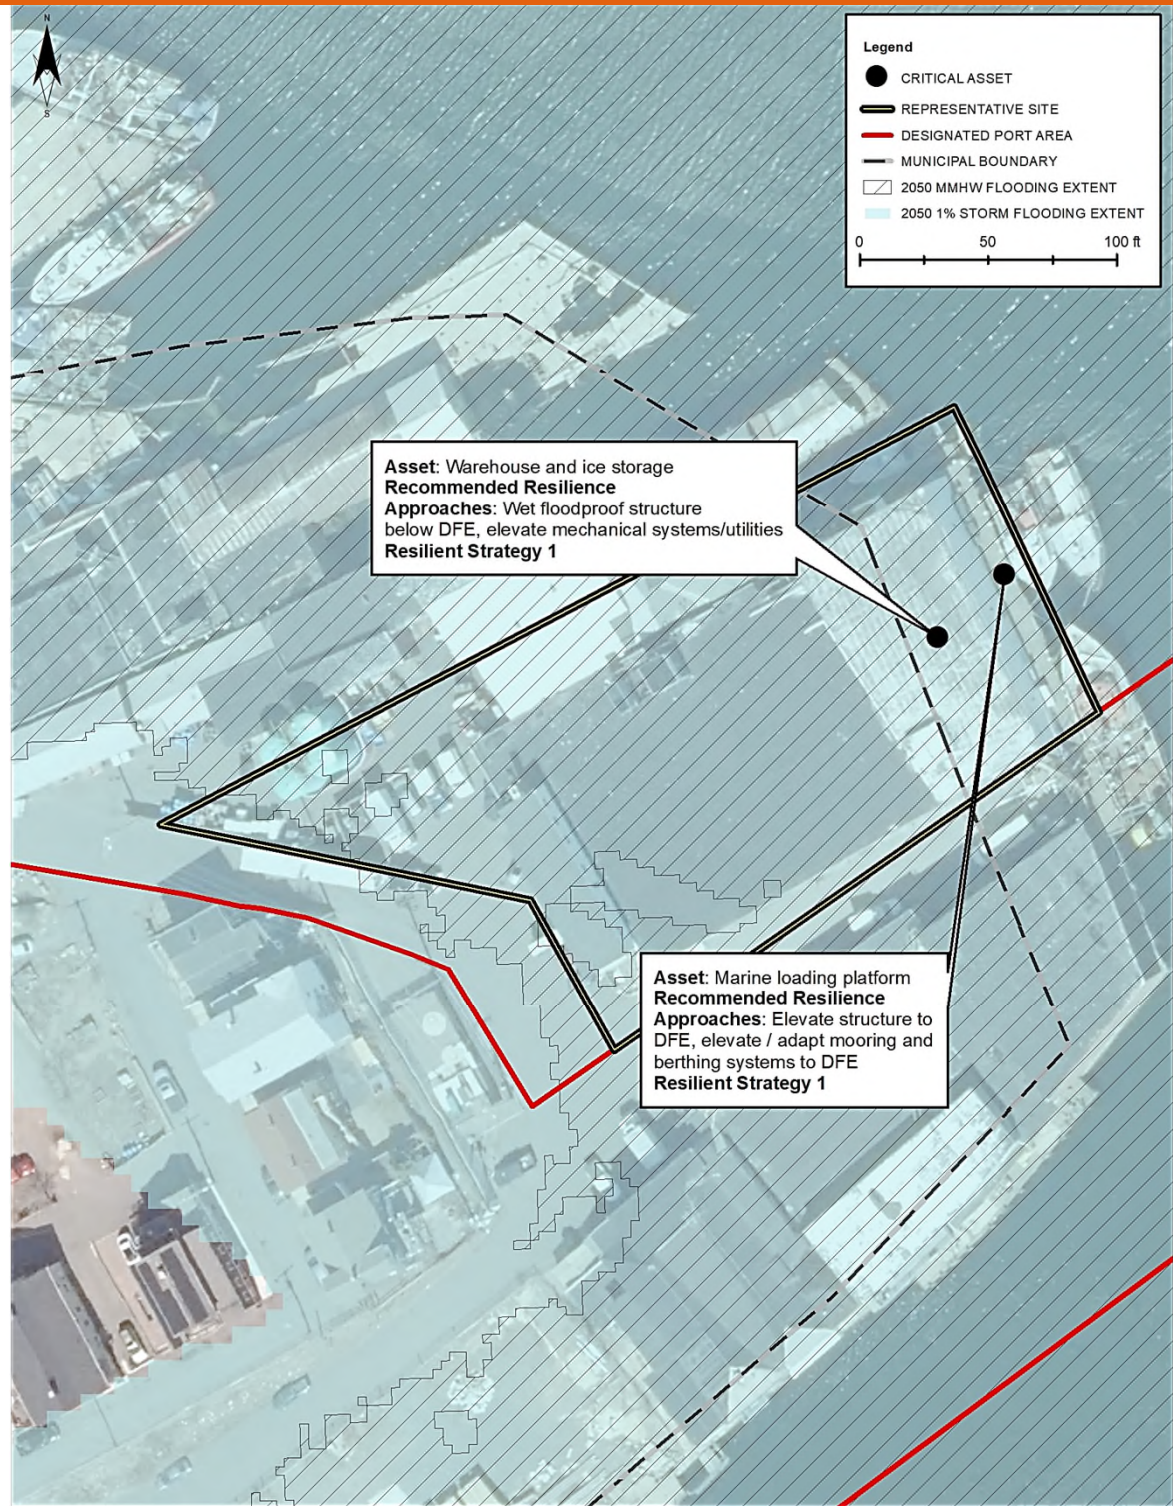 N
S
Legend
CRITICAL ASSET
REPRESENTATIVE SITE
DESIGNATED PORT AREA
MUNICIPAL BOUNDARY
2050 MMHW FLOODING EXTENT
2050 1% STORM FLOODING EXTENT
0 50 100 ft
Asset: Warehouse and ice storage
Recommended Resilience
Approaches: Wet floodproof structure
below DFE, elevate mechanical systems/utilities
Resilient Strategy 1
Asset: Marine loading platform
Recommended Resilience
Approaches: Elevate structure to
DFE, elevate / adapt mooring and
berthing systems to DFE
Resilient Strategy 1